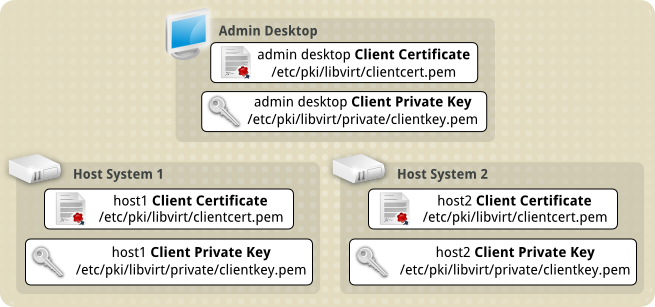 Admin Desktop
admin desktop Client Certificate
/etc/pki/libvirt/clientcert.pem
admin desktop Client Private Key
/etc/pki/libvirt/private/clientkey.pem
Host System 1
host1 Client Certificate
/etc/pki/libvirt/clientcert.pem
host1 Client Private Key
/etc/pki/libvirt/private/clientkey.pem
Host System 2
host2 Client Certificate
/etc/pki/libvirt/clientcert.pem
host2 Client Private Key
/etc/pki/libvirt/private/clientkey.pem